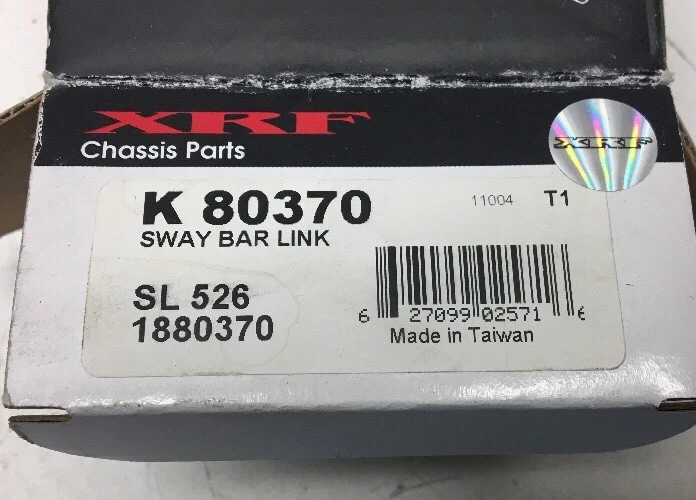 XRF
Chassis Parts
XRF
K 80370
11004 T1
SWAY BAR LINK
SL 526
1880370
6 27099 02571 6
Made in Taiwan